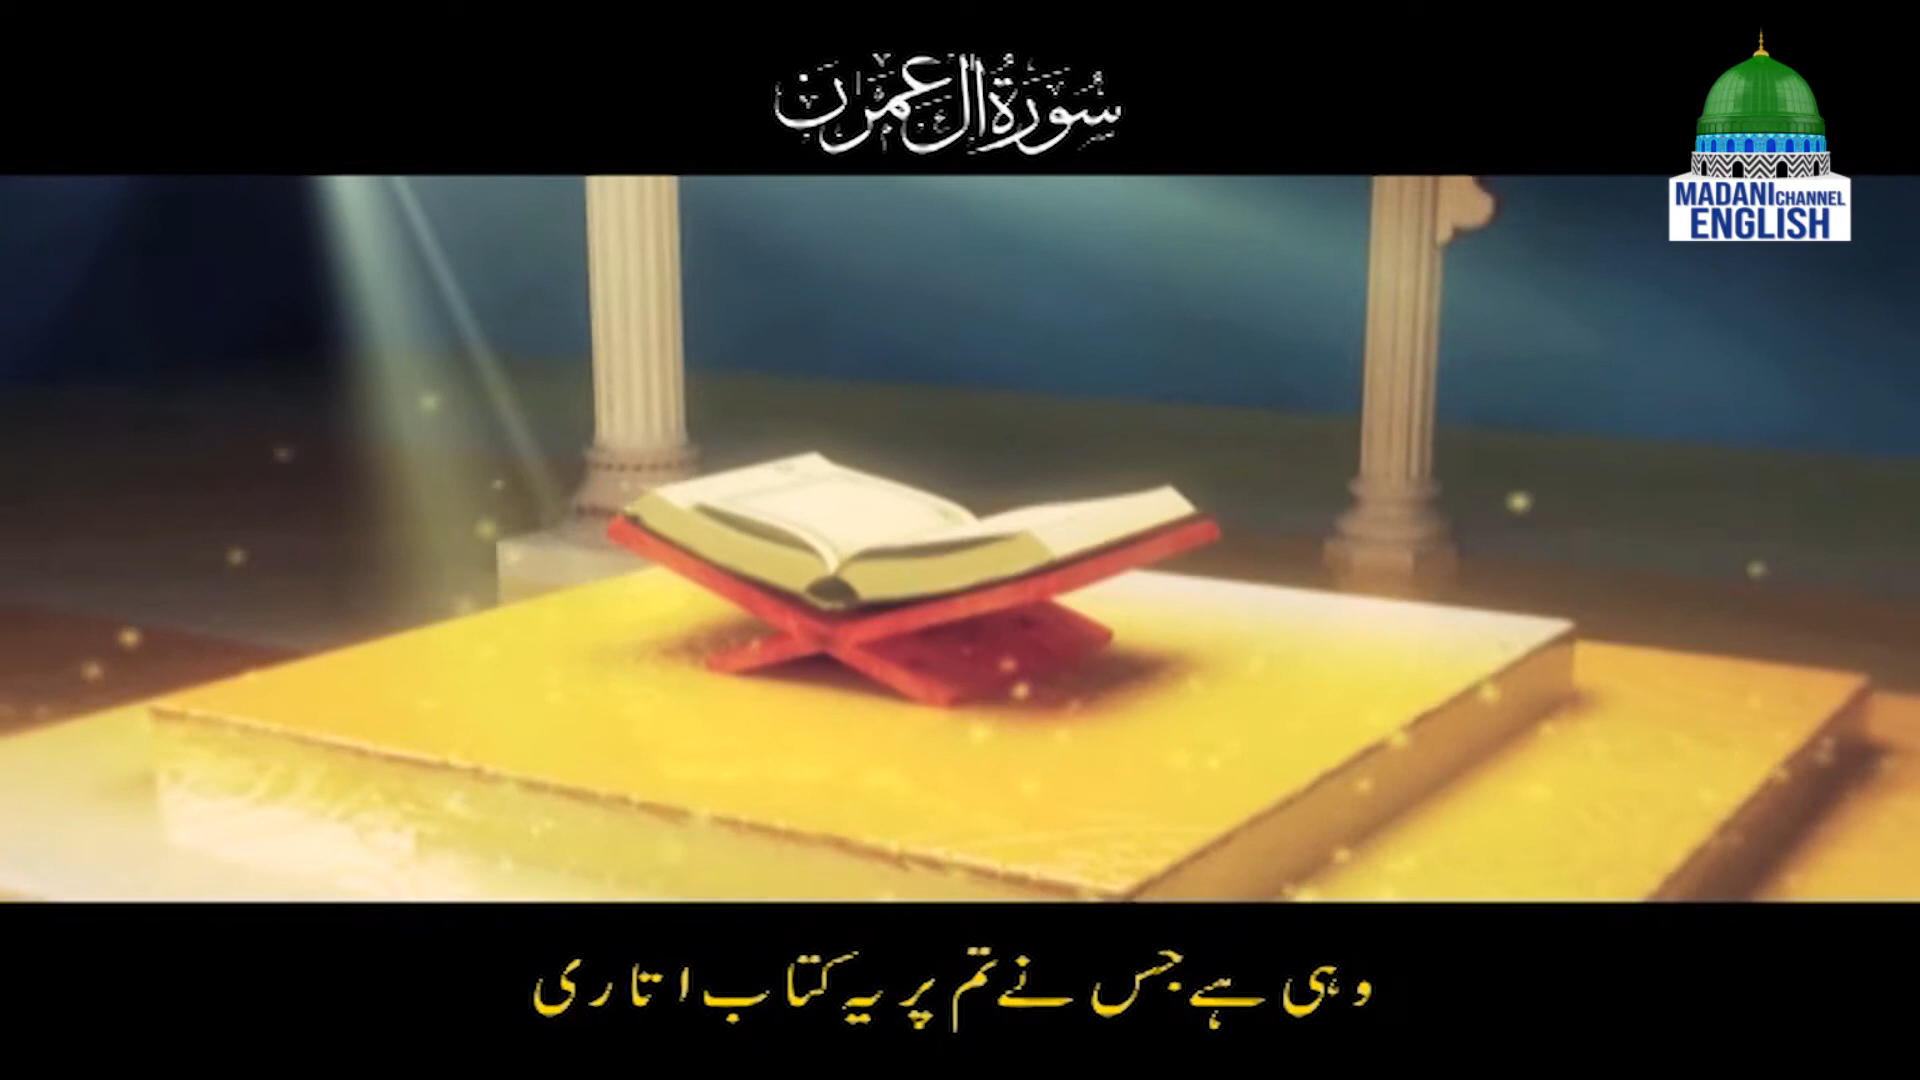 سُوْرَةُ اٰل عِمْرٰن
MADANI CHANNEL
ENGLISH
وہی ہے جس نے تم پر یہ کتاب اتاری